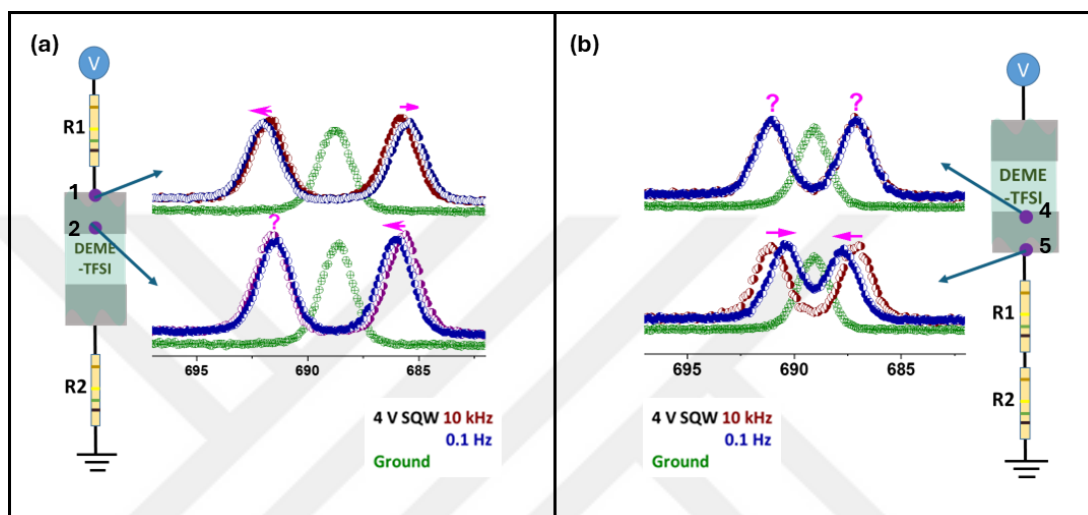 (a)
V
R1
1
2
DEME
-TFSI
R2
?
695
690
685
4 V SQW 10 kHz
0.1 Hz
Ground
(b)
V
?
?
DEME
-TFSI
4
5
R1
R2
695
690
685
4 V SQW 10 kHz
0.1 Hz
Ground